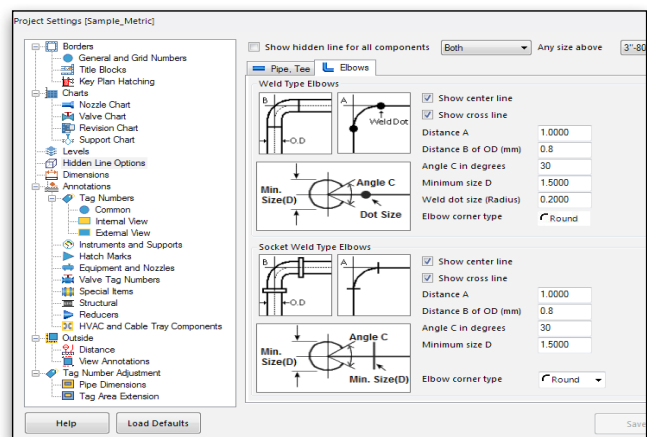 Project Settings [Sample_Metric]
Borders
General and Grid Numbers
Title Blocks
Key Plan Hatching
Charts
Nozzle Chart
Valve Chart
Revision Chart
Support Chart
Levels
Hidden Line Options
Dimensions
Annotations
Tag Numbers
Common
Internal View
External View
Instruments and Supports
Hatch Marks
Equipment and Nozzles
Valve Tag Numbers
Special Items
Structural
Reducers
HVAC and Cable Tray Components
Outside
Distance
View Annotations
Tag Number Adjustment
Pipe Dimensions
Tag Area Extension
Show hidden line for all components Both Any size above 3"-80
Pipe, Tee Elbows
Weld Type Elbows
B
O.D
A
WeldDot
Min.
Size(D)
Angle C
Dot Size
Show center line
Show cross line
Distance A 1.0000
Distance B of OD (mm) 0.8
Angle C in degrees 30
Minimum size D 1.5000
Weld dot size (Radius) 0.2000
Elbow corner type Round
Socket Weld Type Elbows
B
O.D
A
Min.
Size(D)
Angle C
Min. Size(D)
Show center line
Show cross line
Distance A 1.0000
Distance B of OD (mm) 0.8
Angle C in degrees 30
Minimum size D 1.5000
Elbow corner type Round
Help Load Defaults Save